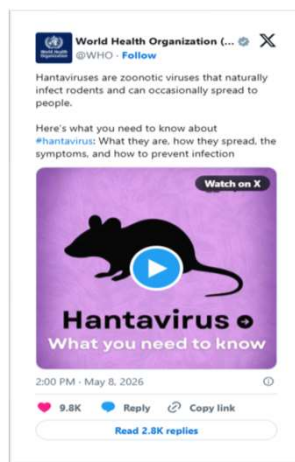 World Health Organization (...
@WHO · Follow
Hantaviruses are zoonotic viruses that naturally
infect rodents and can occasionally spread to
people.
Here's what you need to know about
#hantavirus: What they are, how they spread, the
symptoms, and how to prevent infection
Watch on X
Hantavirus
What you need to know
2:00 PM · May 8, 2026
9.8K Reply Copy link
Read 2.8K replies